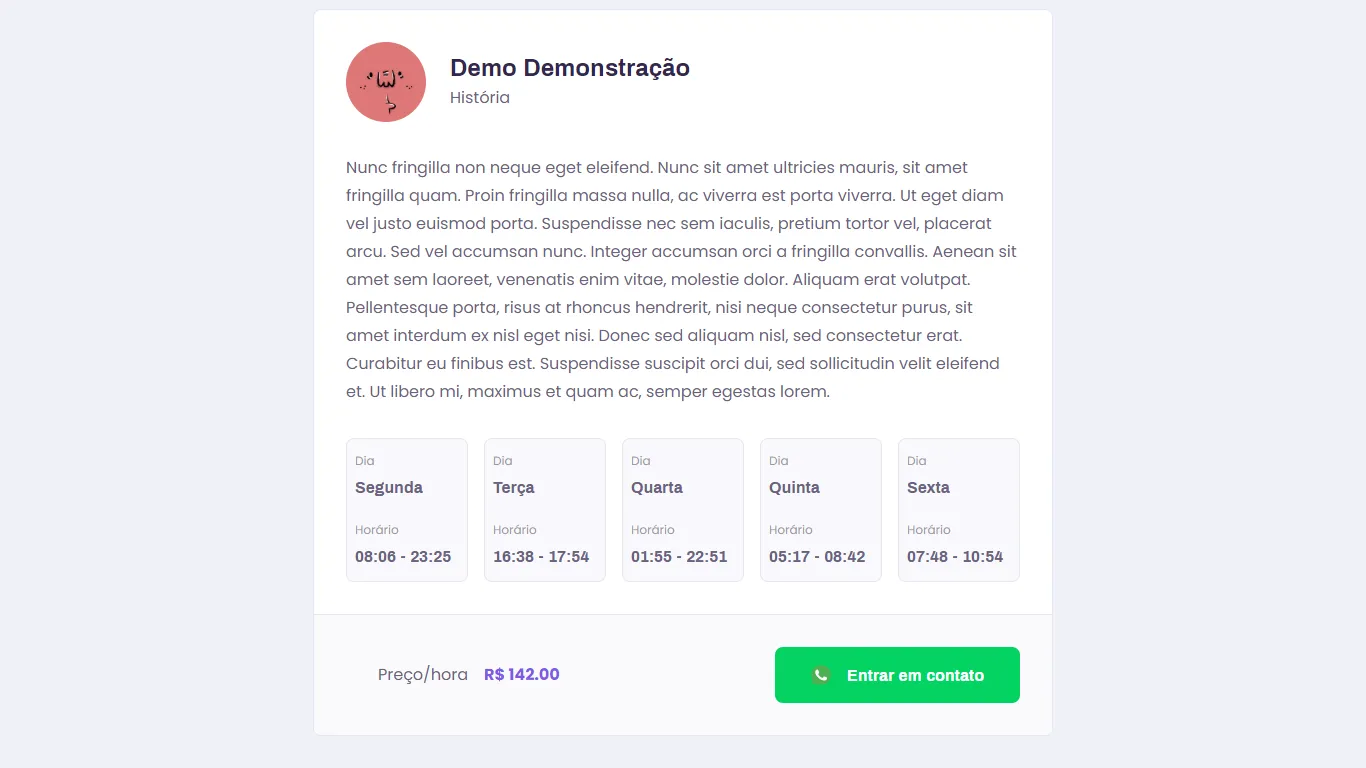 Demo Demonstração
História
Nunc fringilla non neque eget eleifend. Nunc sit amet ultricies mauris, sit amet
fringilla quam. Proin fringilla massa nulla, ac viverra est porta viverra. Ut eget diam
vel justo euismod porta. Suspendisse nec sem iaculis, pretium tortor vel, placerat
arcu. Sed vel accumsan nunc. Integer accumsan orci a fringilla convallis. Aenean sit
amet sem laoreet, venenatis enim vitae, molestie dolor. Aliquam erat volutpat.
Pellentesque porta, risus at rhoncus hendrerit, nisi neque consectetur purus, sit
amet interdum ex nisl eget nisi. Donec sed aliquam nisl, sed consectetur erat.
Curabitur eu finibus est. Suspendisse suscipit orci dui, sed sollicitudin velit eleifend
et. Ut libero mi, maximus et quam ac, semper egestas lorem.
Dia
Segunda
Horário
08:06 - 23:25
Dia
Terça
Horário
16:38 - 17:54
Dia
Quarta
Horário
01:55 - 22:51
Dia
Quinta
Horário
05:17 - 08:42
Dia
Sexta
Horário
07:48 - 10:54
Preço/hora R$ 142.00
Entrar em contato